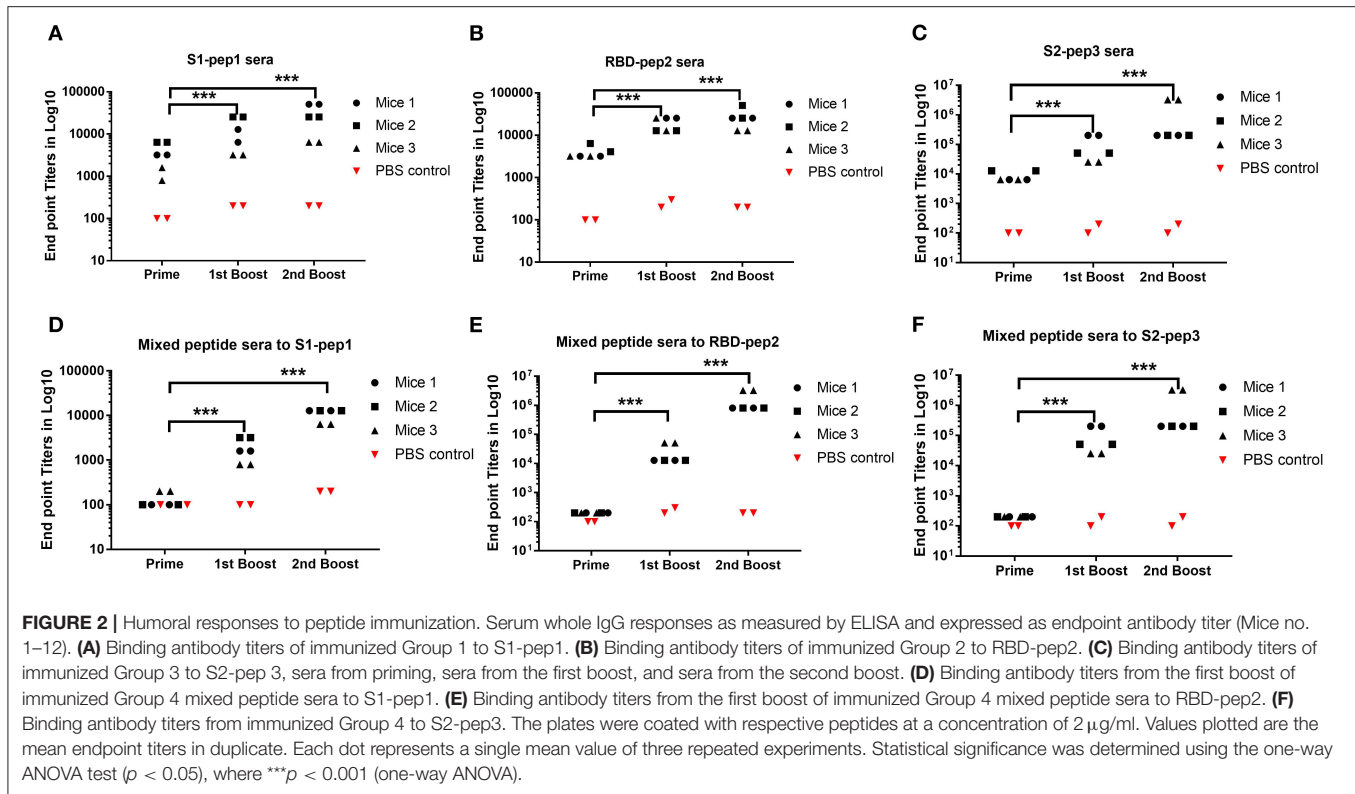 A
S1-pep1 sera
End point Titers in Log10
100000
10000
1000
100
10
***
***
Prime 1st Boost 2nd Boost
Mice 1
Mice 2
Mice 3
PBS control
B
RBD-pep2 sera
End point Titers in Log10
100000
10000
1000
100
10
***
***
Prime 1st Boost 2nd Boost
Mice 1
Mice 2
Mice 3
PBS control
C
S2-pep3 sera
End point Titers in Log10
10⁷
10⁶
10⁵
10⁴
10³
10²
10¹
***
***
Prime 1st Boost 2nd Boost
Mice 1
Mice 2
Mice 3
PBS control
D
Mixed peptide sera to S1-pep1
End point Titers in Log10
100000
10000
1000
100
10
***
***
Prime 1st Boost 2nd Boost
Mice 1
Mice 2
Mice 3
PBS control
E
Mixed peptide sera to RBD-pep2
End point Titers in Log10
10⁷
10⁶
10⁵
10⁴
10³
10²
10¹
***
***
Prime 1st Boost 2nd Boost
Mice 1
Mice 2
Mice 3
PBS control
F
Mixed peptide sera to S2-pep3
End point Titers in Log10
10⁷
10⁶
10⁵
10⁴
10³
10²
10¹
***
***
Prime 1st Boost 2nd Boost
Mice 1
Mice 2
Mice 3
PBS control
FIGURE 2 | Humoral responses to peptide immunization. Serum whole IgG responses as measured by ELISA and expressed as endpoint antibody titer (Mice no.
1–12). (A) Binding antibody titers of immunized Group 1 to S1-pep1. (B) Binding antibody titers of immunized Group 2 to RBD-pep2. (C) Binding antibody titers of
immunized Group 3 to S2-pep 3, sera from priming, sera from the first boost, and sera from the second boost. (D) Binding antibody titers from the first boost of
immunized Group 4 mixed peptide sera to S1-pep1. (E) Binding antibody titers from the first boost of immunized Group 4 mixed peptide sera to RBD-pep2. (F)
Binding antibody titers from immunized Group 4 to S2-pep3. The plates were coated with respective peptides at a concentration of 2 μg/ml. Values plotted are the
mean endpoint titers in duplicate. Each dot represents a single mean value of three repeated experiments. Statistical significance was determined using the one-way
ANOVA test (p < 0.05), where ***p < 0.001 (one-way ANOVA).